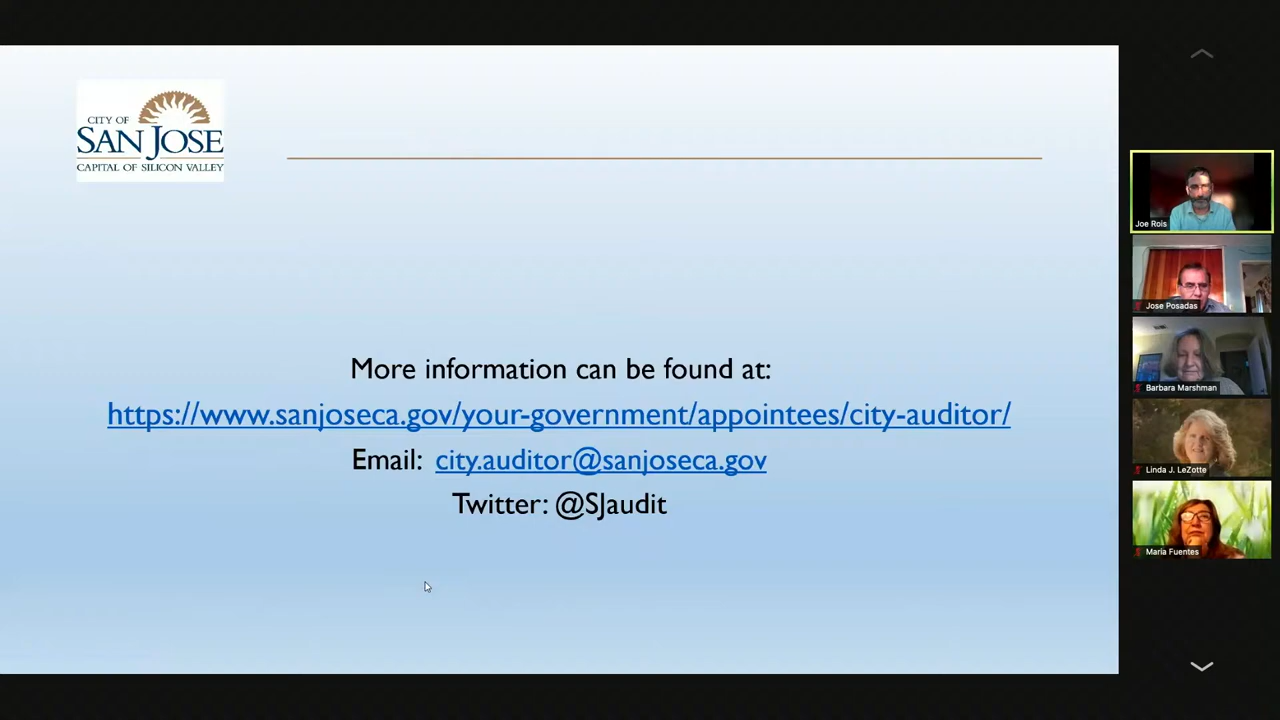 CITY OF
SAN JOSE
CAPITAL OF SILICON VALLEY
More information can be found at:
https://www.sanjoseca.gov/your-government/appointees/city-auditor/
Email: city.auditor@sanjoseca.gov
Twitter: @SJaudit
Joe Rois
Jose Posadas
Barbara Marshman
Linda J. LeZotte
Maria Fuentes